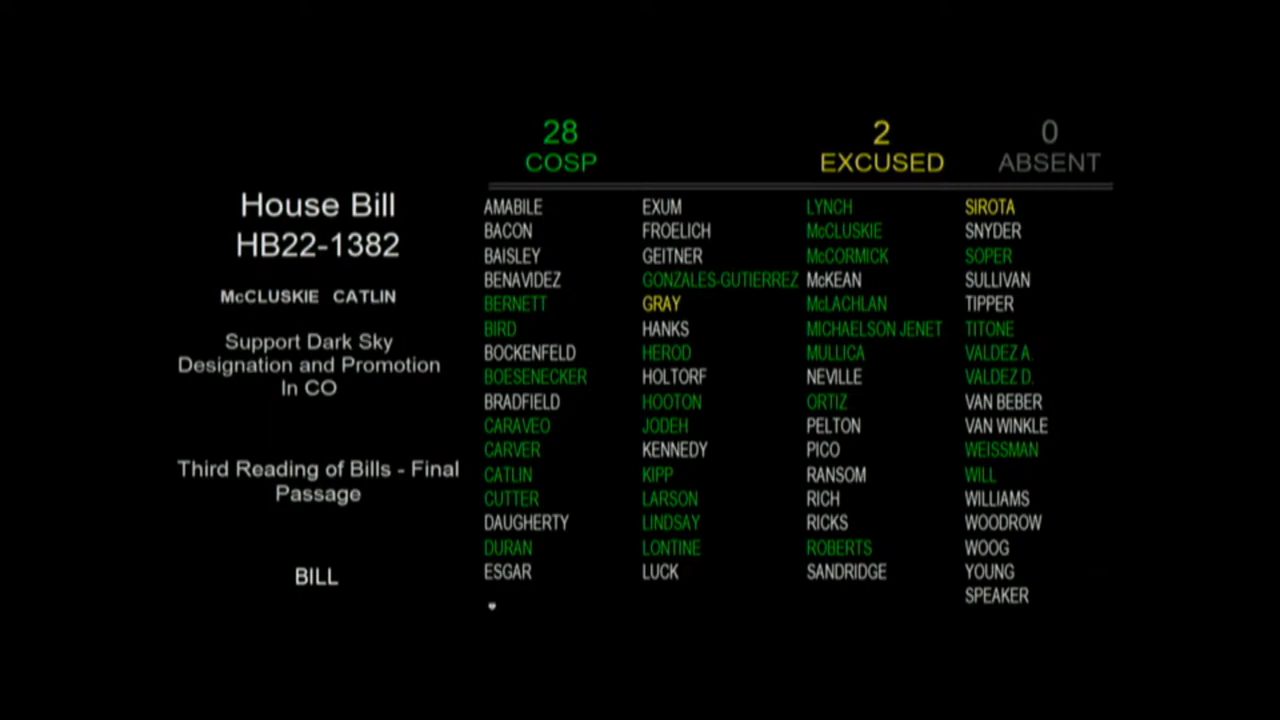 28
COSP
2
EXCUSED
0
ABSENT
House Bill
HB22-1382
McCLUSKIE CATLIN
Support Dark Sky
Designation and Promotion
In CO
Third Reading of Bills - Final
Passage
BILL
AMABILE
BACON
BAISLEY
BENAVIDEZ
BERNETT
BIRD
BOCKENFELD
BOESENECKER
BRADFIELD
CARAVEO
CARVER
CATLIN
CUTTER
DAUGHERTY
DURAN
ESGAR
EXUM
FROELICH
GEITNER
GONZALES-GUTIERREZ
GRAY
HANKS
HEROD
HOLTORF
HOOTON
JODEH
KENNEDY
KIPP
LARSON
LINDSAY
LONTINE
LUCK
LYNCH
McCLUSKIE
McCORMICK
McKEAN
McLACHLAN
MICHAELSON JENET
MULLICA
NEVILLE
ORTIZ
PELTON
PICO
RANSOM
RICH
RICKS
ROBERTS
SANDRIDGE
SIROTA
SNYDER
SOPER
SULLIVAN
TIPPER
TITONE
VALDEZ A.
VALDEZ D.
VAN BEBER
VAN WINKLE
WEISSMAN
WILL
WILLIAMS
WOODROW
WOOG
YOUNG
SPEAKER